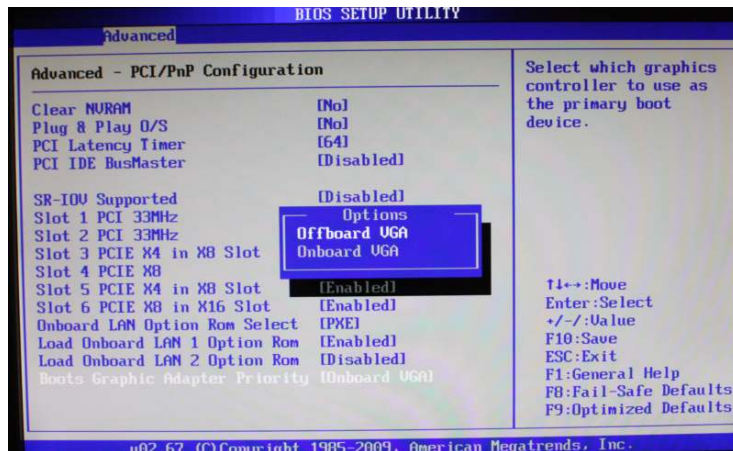 BIOS SETUP UTILITY
Advanced
Advanced - PCI/PnP Configuration
Clear NVRAM [No]
Plug & Play O/S [No]
PCI Latency Timer [64]
PCI IDE BusMaster [Disabled]
SR-IOV Supported [Disabled]
Slot 1 PCI 33MHz
Slot 2 PCI 33MHz
Slot 3 PCIE X4 in X8 Slot
Slot 4 PCIE X8
Slot 5 PCIE X4 in X8 Slot [Enabled]
Slot 6 PCIE X8 in X16 Slot [Enabled]
Onboard LAN Option Rom Select [PXE]
Load Onboard LAN 1 Option Rom [Enabled]
Load Onboard LAN 2 Option Rom [Disabled]
Boots Graphic Adapter Priority [Onboard VGA]
Options
Offboard VGA
Onboard VGA
Select which graphics
controller to use as
the primary boot
device.
↑↓←→:Move
Enter:Select
+/-/:Value
F10:Save
ESC:Exit
F1:General Help
F8:Fail-Safe Defaults
F9:Optimized Defaults
v02.67 (C)Copyright 1985-2009, American Megatrends, Inc.